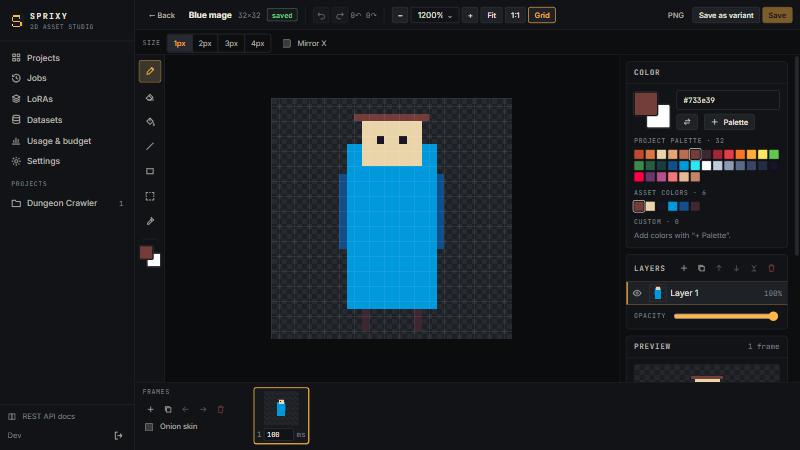 SPRIXY
2D ASSET STUDIO
← Back
Blue mage
32×32
saved
1200%
Fit
1:1
Grid
PNG
Save as variant
Save
SIZE
1px
2px
3px
4px
Mirror X
Projects
Jobs
LoRAs
Datasets
Usage & budget
Settings
PROJECTS
Dungeon Crawler 1
COLOR
#733e39
+ Palette
PROJECT PALETTE · 32
ASSET COLORS · 6
CUSTOM · 0
Add colors with "+ Palette".
LAYERS
Layer 1 100%
OPACITY
PREVIEW 1 frame
FRAMES
Onion skin
1 100 ms
REST API docs
Dev